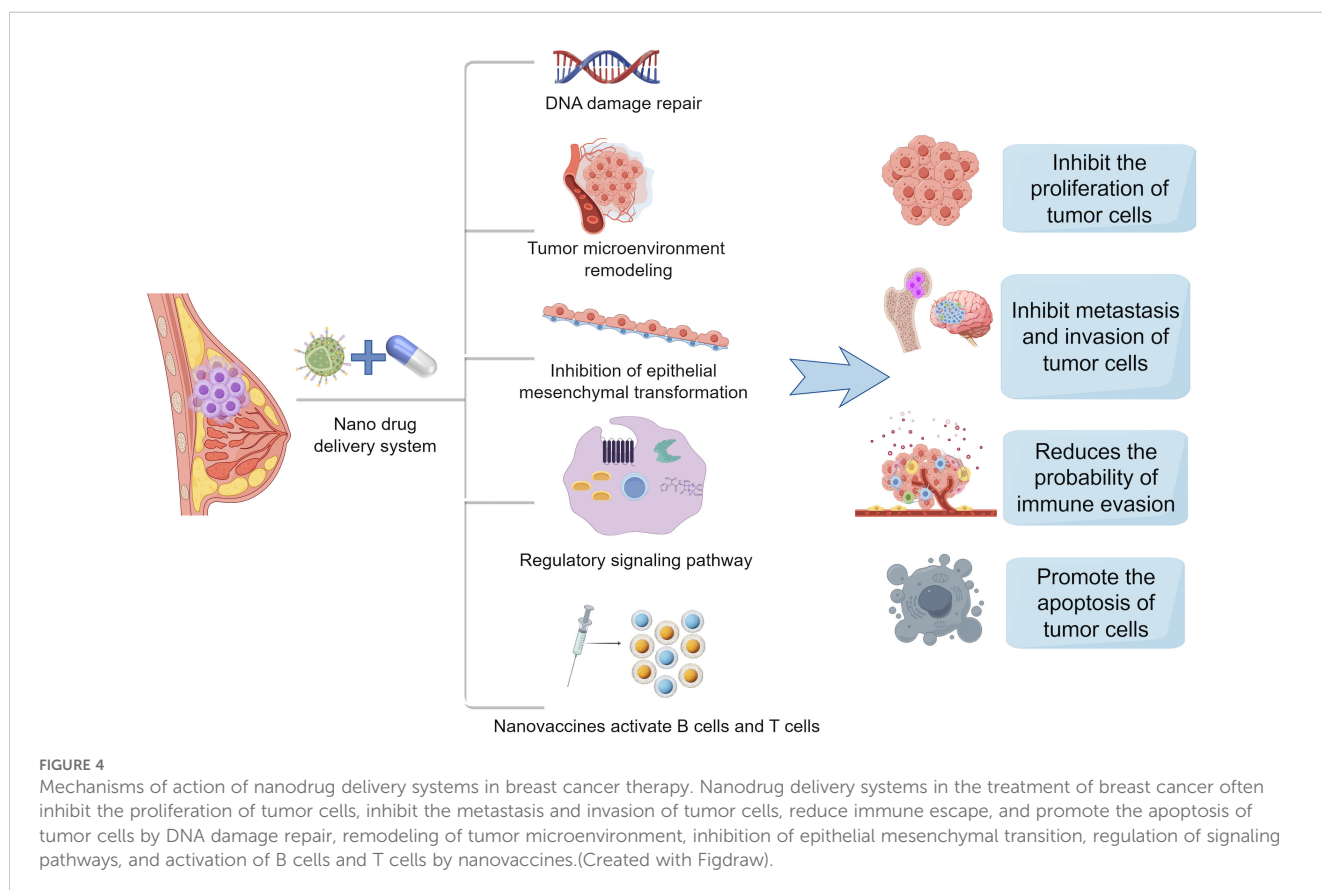 DNA damage repair
Tumor microenvironment
remodeling
Inhibition of epithelial
mesenchymal transformation
Nano drug
delivery system
Regulatory signaling pathway
Nanovaccines activate B cells and T cells
Inhibit the
proliferation of
tumor cells
Inhibit metastasis
and invasion of
tumor cells
Reduces the
probability of
immune evasion
Promote the
apoptosis of
tumor cells
FIGURE 4
Mechanisms of action of nanodrug delivery systems in breast cancer therapy. Nanodrug delivery systems in the treatment of breast cancer often
inhibit the proliferation of tumor cells, inhibit the metastasis and invasion of tumor cells, reduce immune escape, and promote the apoptosis of
tumor cells by DNA damage repair, remodeling of tumor microenvironment, inhibition of epithelial mesenchymal transition, regulation of signaling
pathways, and activation of B cells and T cells by nanovaccines.(Created with Figdraw).